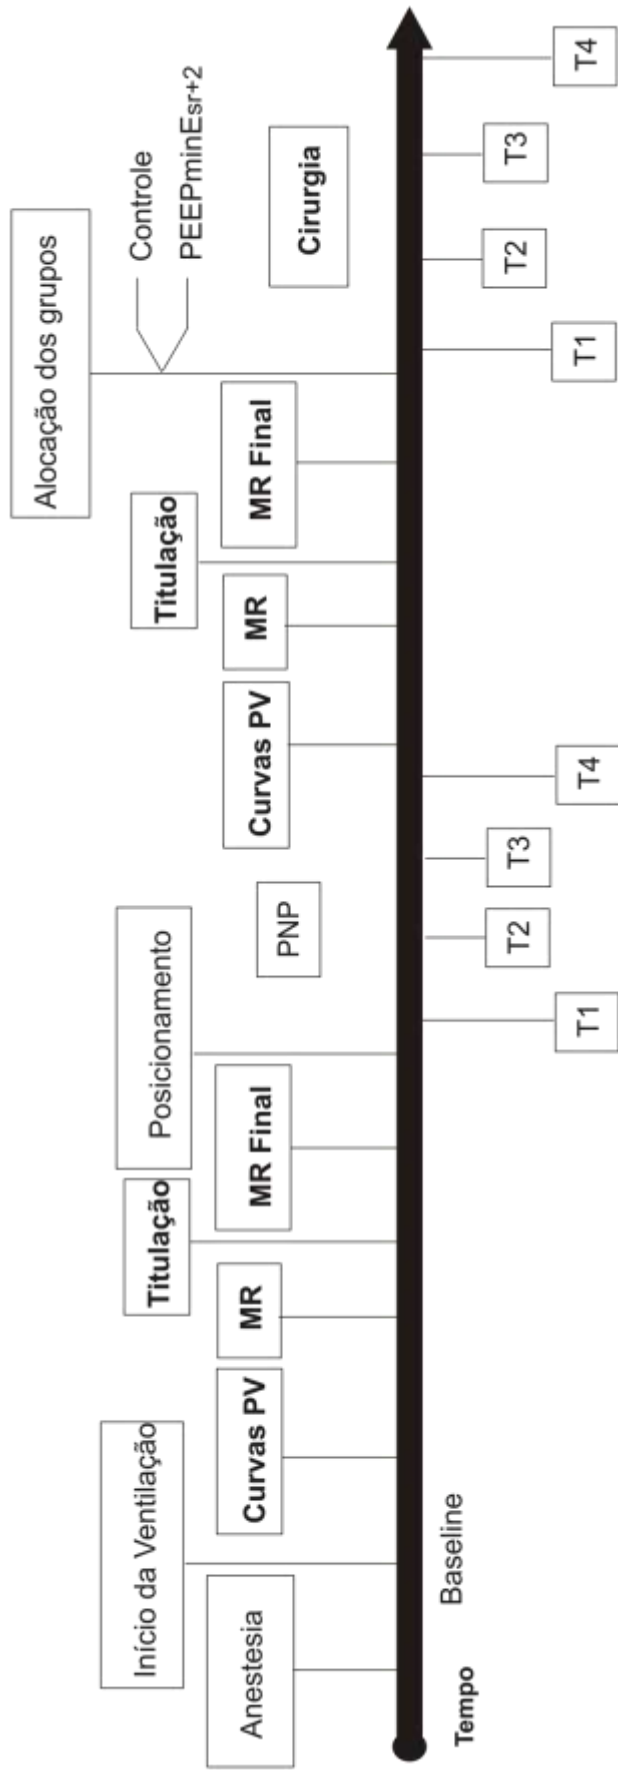 Anestesia
Início da Ventilação
Curvas PV
MR
Titulação
MR Final
Posicionamento
PNP
Curvas PV
MR
Titulação
MR Final
Alocação dos grupos
Controle
PEEPminEsr+2
Cirurgia
Tempo
Baseline
T1
T2
T3
T4
T1
T2
T3
T4